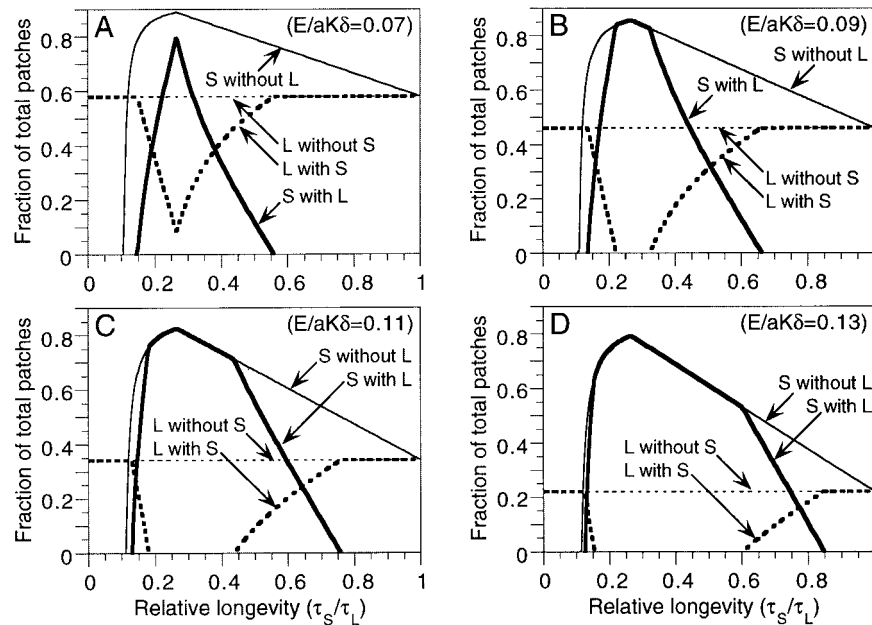 A (E/aKδ=0.07)
Fraction of total patches
0.8
0.6
0.4
0.2
0
S without L
L without S
L with S
S with L
0 0.2 0.4 0.6 0.8 1
B (E/aKδ=0.09)
Fraction of total patches
0.8
0.6
0.4
0.2
0
S without L
S with L
L without S
L with S
0 0.2 0.4 0.6 0.8 1
C (E/aKδ=0.11)
Fraction of total patches
0.8
0.6
0.4
0.2
0
S without L
S with L
L without S
L with S
0 0.2 0.4 0.6 0.8 1
Relative longevity (τS/τL)
D (E/aKδ=0.13)
Fraction of total patches
0.8
0.6
0.4
0.2
0
S without L
S with L
L without S
L with S
0 0.2 0.4 0.6 0.8 1
Relative longevity (τS/τL)